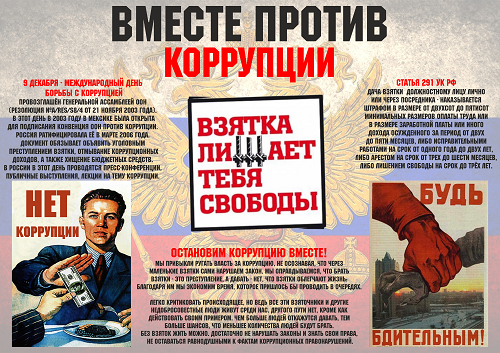 ВМЕСТЕ ПРОТИВ
КОРРУПЦИИ
9 ДЕКАБРЯ - МЕЖДУНАРОДНЫЙ ДЕНЬ
БОРЬБЫ С КОРРУПЦИЕЙ
ПРОВОЗГЛАШЁН ГЕНЕРАЛЬНОЙ АССАМБЛЕЕЙ ООН
(РЕЗОЛЮЦИЯ №A/RES/58/4 ОТ 21 НОЯБРЯ 2003 ГОДА).
В ЭТОТ ДЕНЬ В 2003 ГОДУ В МЕКСИКЕ БЫЛА ОТКРЫТА
ДЛЯ ПОДПИСАНИЯ КОНВЕНЦИЯ ООН ПРОТИВ КОРРУПЦИИ.
РОССИЯ РАТИФИЦИРОВАЛА ЕЁ В МАРТЕ 2006 ГОДА.
ДОКУМЕНТ ОБЯЗЫВАЕТ ОБЪЯВИТЬ УГОЛОВНЫМ
ПРЕСТУПЛЕНИЕМ ВЗЯТКИ, ОТМЫВАНИЕ КОРРУПЦИОННЫХ
ДОХОДОВ, А ТАКЖЕ ХИЩЕНИЕ БЮДЖЕТНЫХ СРЕДСТВ.
В РОССИИ В ЭТОТ ДЕНЬ ПРОВОДЯТСЯ ПРЕСС-КОНФЕРЕНЦИИ,
ПУБЛИЧНЫЕ ВЫСТУПЛЕНИЯ, ЛЕКЦИИ НА ТЕМУ КОРРУПЦИИ.
ВЗЯТКА
ЛИШАЕТ
ТЕБЯ
СВОБОДЫ
СТАТЬЯ 291 УК РФ
ДАЧА ВЗЯТКИ ДОЛЖНОСТНОМУ ЛИЦУ ЛИЧНО
ИЛИ ЧЕРЕЗ ПОСРЕДНИКА - НАКАЗЫВАЕТСЯ
ШТРАФОМ В РАЗМЕРЕ ОТ ДВУХСОТ ДО ПЯТИСОТ
МИНИМАЛЬНЫХ РАЗМЕРОВ ОПЛАТЫ ТРУДА ИЛИ
В РАЗМЕРЕ ЗАРАБОТНОЙ ПЛАТЫ ИЛИ ИНОГО
ДОХОДА ОСУЖДЕННОГО ЗА ПЕРИОД ОТ ДВУХ
ДО ПЯТИ МЕСЯЦЕВ, ЛИБО ИСПРАВИТЕЛЬНЫМИ
РАБОТАМИ НА СРОК ОТ ОДНОГО ГОДА ДО ДВУХ ЛЕТ,
ЛИБО АРЕСТОМ НА СРОК ОТ ТРЕХ ДО ШЕСТИ МЕСЯЦЕВ,
ЛИБО ЛИШЕНИЕМ СВОБОДЫ НА СРОК ДО ТРЁХ ЛЕТ.
НЕТ
КОРРУПЦИИ
ОСТАНОВИМ КОРРУПЦИЮ ВМЕСТЕ!
МЫ ПРИВЫКЛИ РУГАТЬ ВЛАСТЬ ЗА КОРРУПЦИЮ, НЕ ОСОЗНАВАЯ, ЧТО ЧЕРЕЗ
МАЛЕНЬКИЕ ВЗЯТКИ САМИ НАРУШАЕМ ЗАКОН. МЫ ОПРАВДЫВАЕМСЯ, ЧТО БРАТЬ
ВЗЯТКИ - ЭТО ПРЕСТУПЛЕНИЕ, А ДАВАТЬ - НЕТ, ЧТО ВЗЯТКИ ОБЛЕГЧАЮТ ЖИЗНЬ:
БЛАГОДАРЯ ИМ МЫ ЭКОНОМИМ ВРЕМЯ, КОТОРОЕ ПРИШЛОСЬ БЫ ПРОВОДИТЬ В ОЧЕРЕДЯХ.
ЛЕГКО КРИТИКОВАТЬ ПРОИСХОДЯЩЕЕ, НО ВЕДЬ ВСЕ ЭТИ ВЗЯТОЧНИКИ И ДРУГИЕ
НЕДОБРОСОВЕСТНЫЕ ЛЮДИ ЖИВУТ СРЕДИ НАС. ДРУГОГО ПУТИ НЕТ, КРОМЕ КАК
ДЕЙСТВОВАТЬ СВОИМ ПРИМЕРОМ. ЧЕМ БОЛЬШЕ ЛЮДЕЙ ОТКАЖУТСЯ ДАВАТЬ, ТЕМ
БОЛЬШЕ ШАНСОВ, ЧТО МЕНЬШЕЕ КОЛИЧЕСТВО ЛЮДЕЙ БУДУТ БРАТЬ.
БЕЗ ВЗЯТОК ЖИТЬ МОЖНО. ДОСТАТОЧНО НЕ НАРУШАТЬ ЗАКОНЫ И ЗНАТЬ СВОИ ПРАВА,
НЕ ОСТАВАТЬСЯ РАВНОДУШНЫМИ К ФАКТАМ КОРРУПЦИОННЫХ ПРАВОНАРУШЕНИЙ.
БУДЬ
БДИТЕЛЬНЫМ!